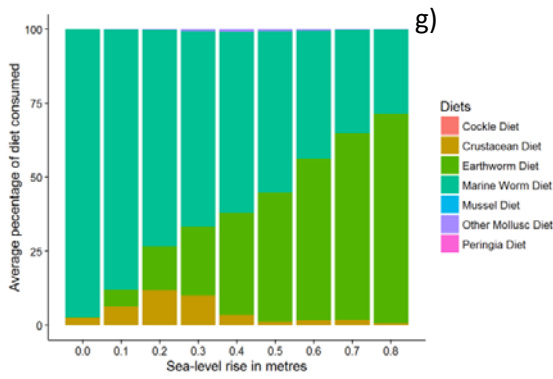 g)
100
75
50
25
0
Average pecentage of diet consumed
0.0 0.1 0.2 0.3 0.4 0.5 0.6 0.7 0.8
Sea-level rise in metres
Diets
Cockle Diet
Crustacean Diet
Earthworm Diet
Marine Worm Diet
Mussel Diet
Other Mollusc Diet
Peringia Diet